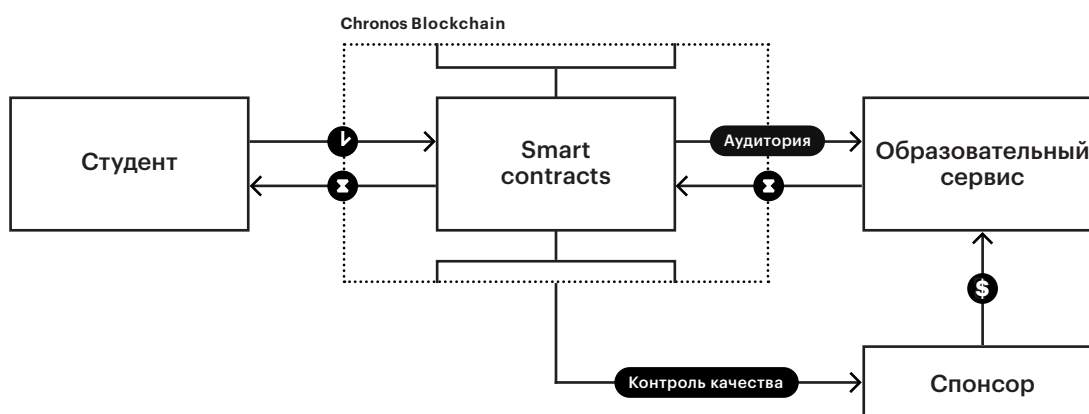 Chronos Blockchain
Студент
Smart
contracts
Аудитория
Образовательный
сервис
$
Контроль качества
Спонсор